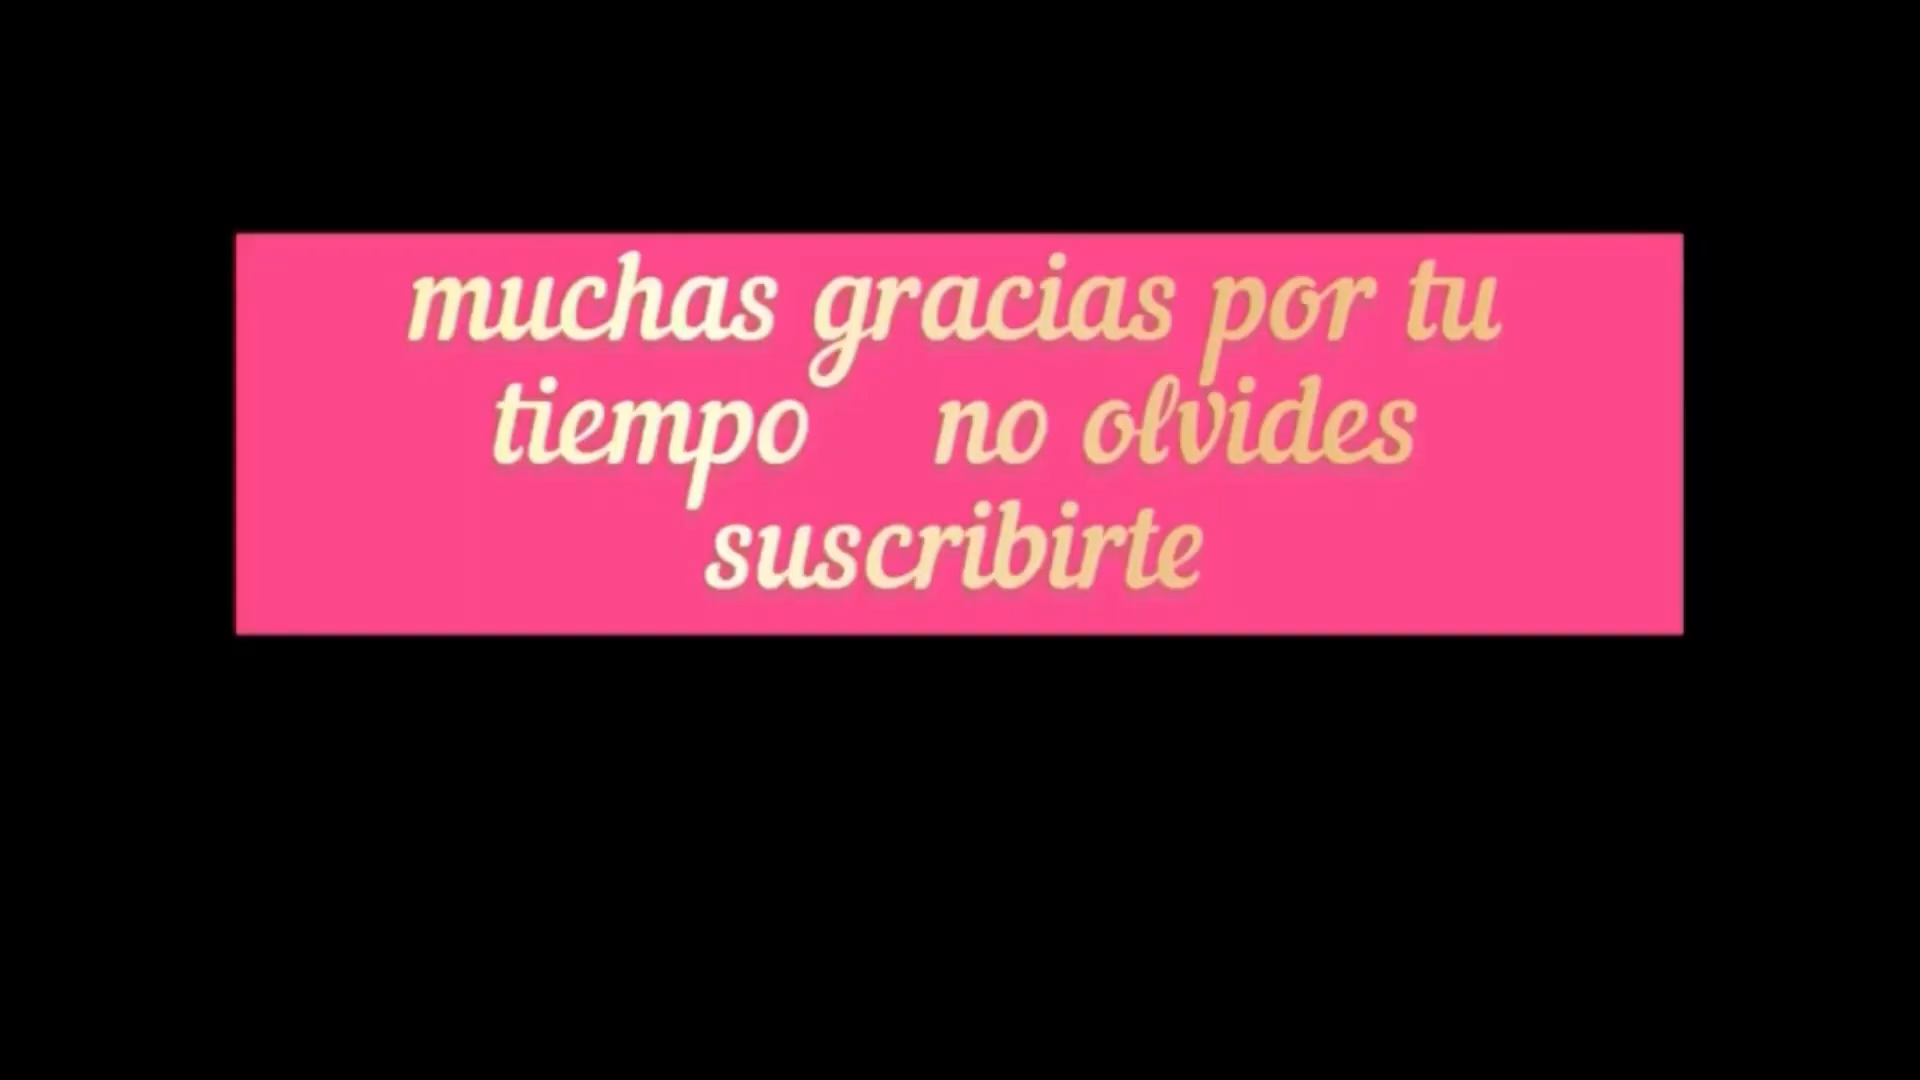 muchas gracias por tu
tiempo no olvides
suscribirte